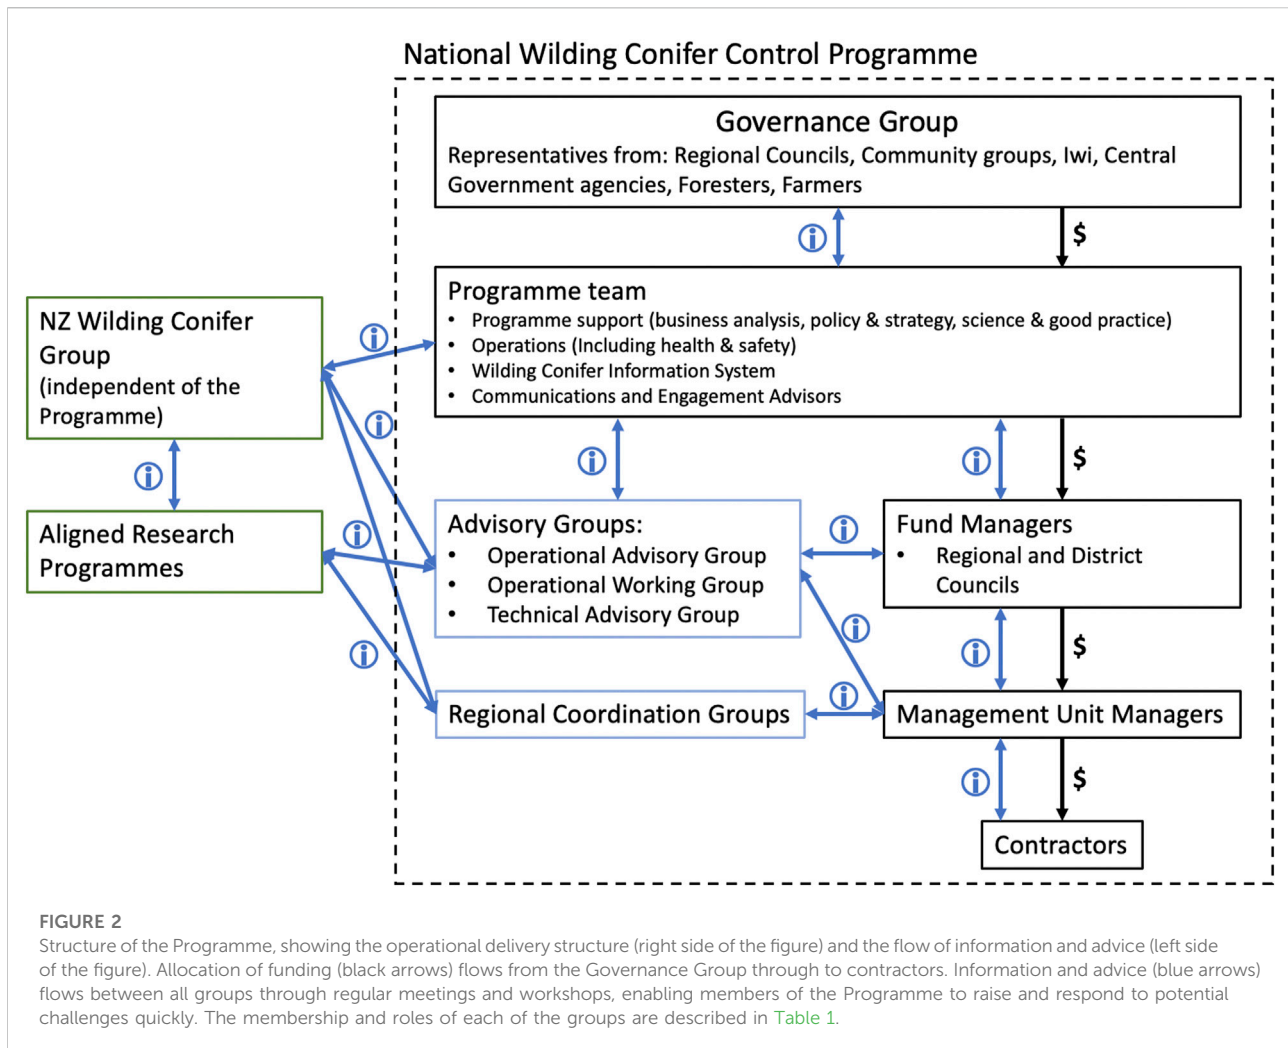 National Wilding Conifer Control Programme
Governance Group
Representatives from: Regional Councils, Community groups, Iwi, Central
Government agencies, Foresters, Farmers
i
$
Programme team
• Programme support (business analysis, policy & strategy, science & good practice)
• Operations (Including health & safety)
• Wilding Conifer Information System
• Communications and Engagement Advisors
NZ Wilding Conifer
Group
(independent of the
Programme)
i
i
i
i
i
$
Aligned Research
Programmes
i
i
Advisory Groups:
• Operational Advisory Group
• Operational Working Group
• Technical Advisory Group
i
Fund Managers
• Regional and District
Councils
i
i
$
Regional Coordination Groups
i
Management Unit Managers
i
$
Contractors
FIGURE 2
Structure of the Programme, showing the operational delivery structure (right side of the figure) and the flow of information and advice (left side
of the figure). Allocation of funding (black arrows) flows from the Governance Group through to contractors. Information and advice (blue arrows)
flows between all groups through regular meetings and workshops, enabling members of the Programme to raise and respond to potential
challenges quickly. The membership and roles of each of the groups are described in Table 1.